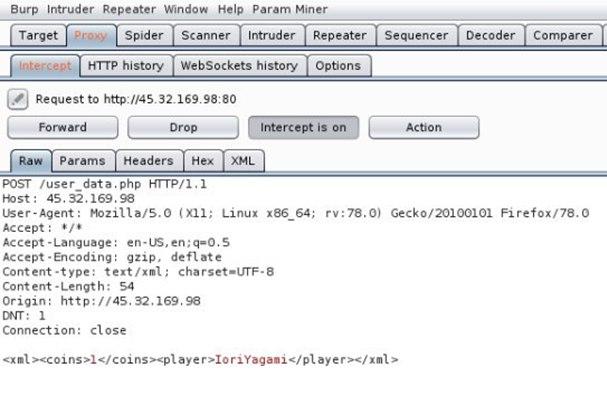 Burp Intruder Repeater Window Help Param Miner
Target Proxy Spider Scanner Intruder Repeater Sequencer Decoder Comparer
Intercept HTTP history WebSockets history Options
Request to http://45.32.169.98:80
Forward Drop Intercept is on Action
Raw Params Headers Hex XML
POST /user_data.php HTTP/1.1
Host: 45.32.169.98
User-Agent: Mozilla/5.0 (X11; Linux x86_64; rv:78.0) Gecko/20100101 Firefox/78.0
Accept: */*
Accept-Language: en-US,en;q=0.5
Accept-Encoding: gzip, deflate
Content-type: text/xml; charset=UTF-8
Content-Length: 54
Origin: http://45.32.169.98
DNT: 1
Connection: close
<xml><coins>1</coins><player>IoriYagami</player></xml>